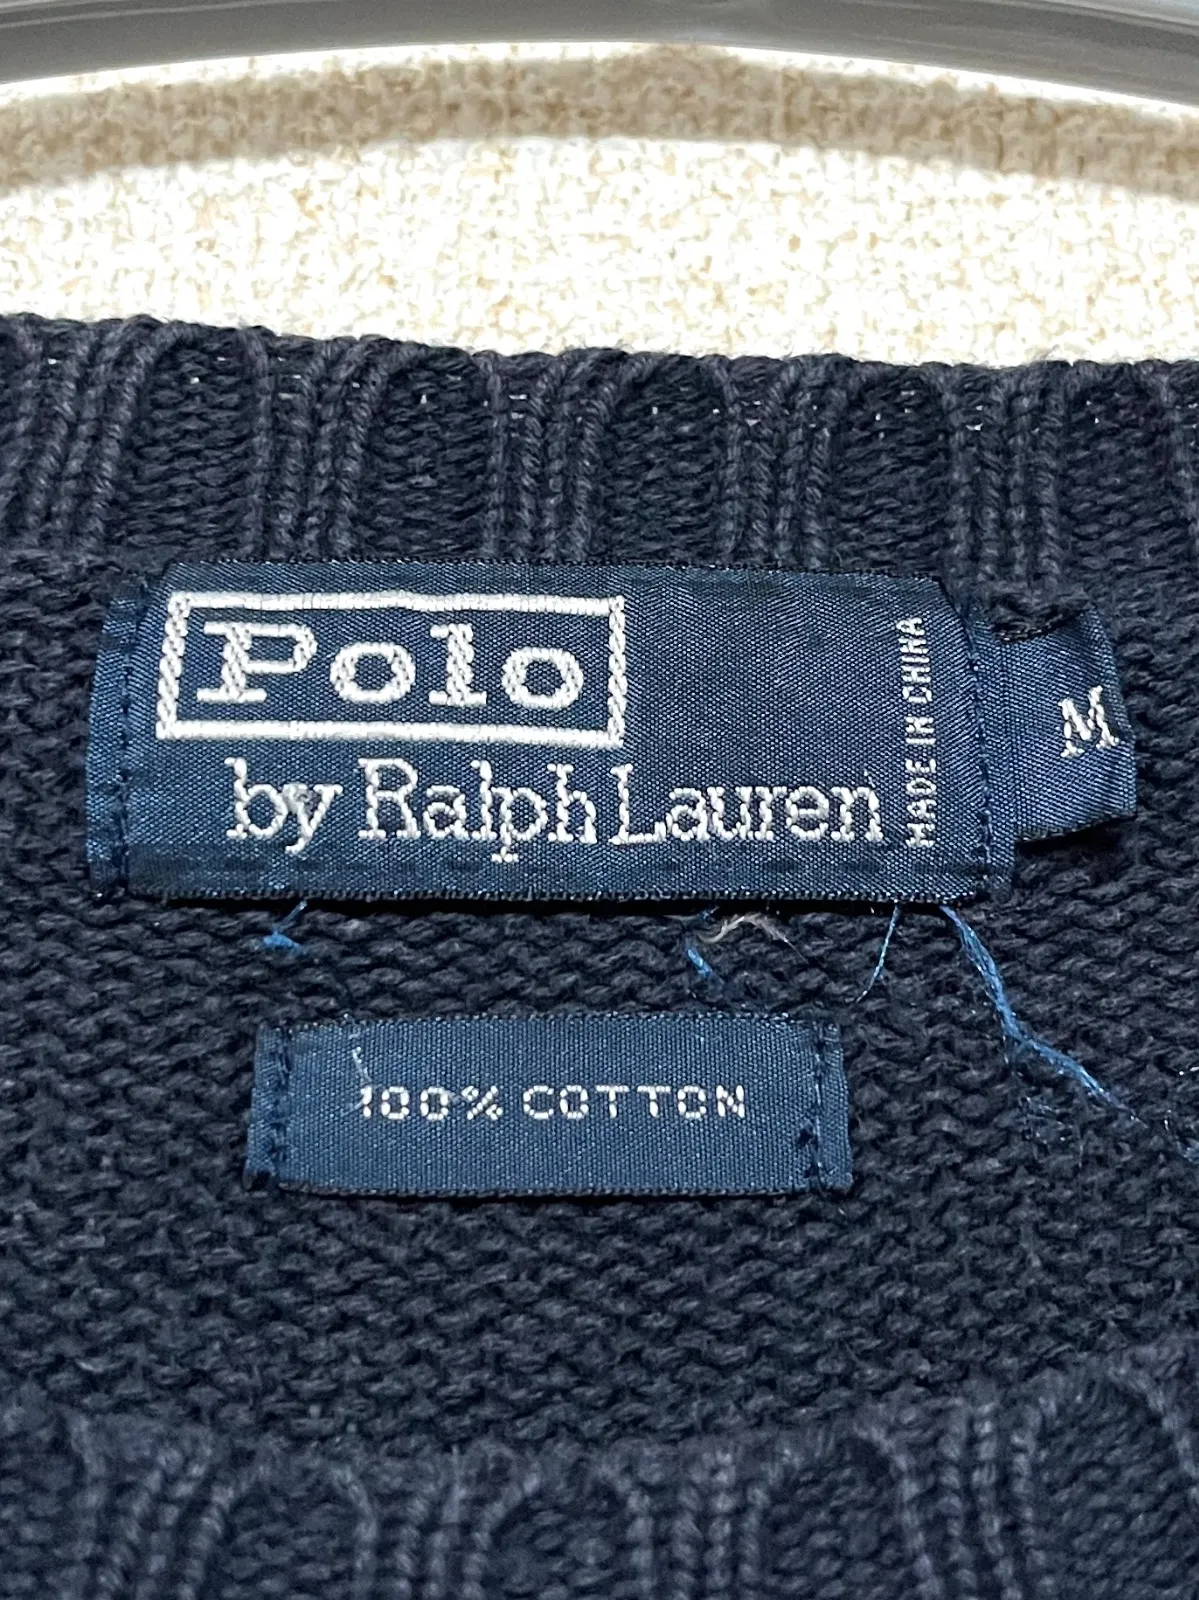 Polo
by Ralph Lauren
MADE IN CHINA
M
100% COTTON